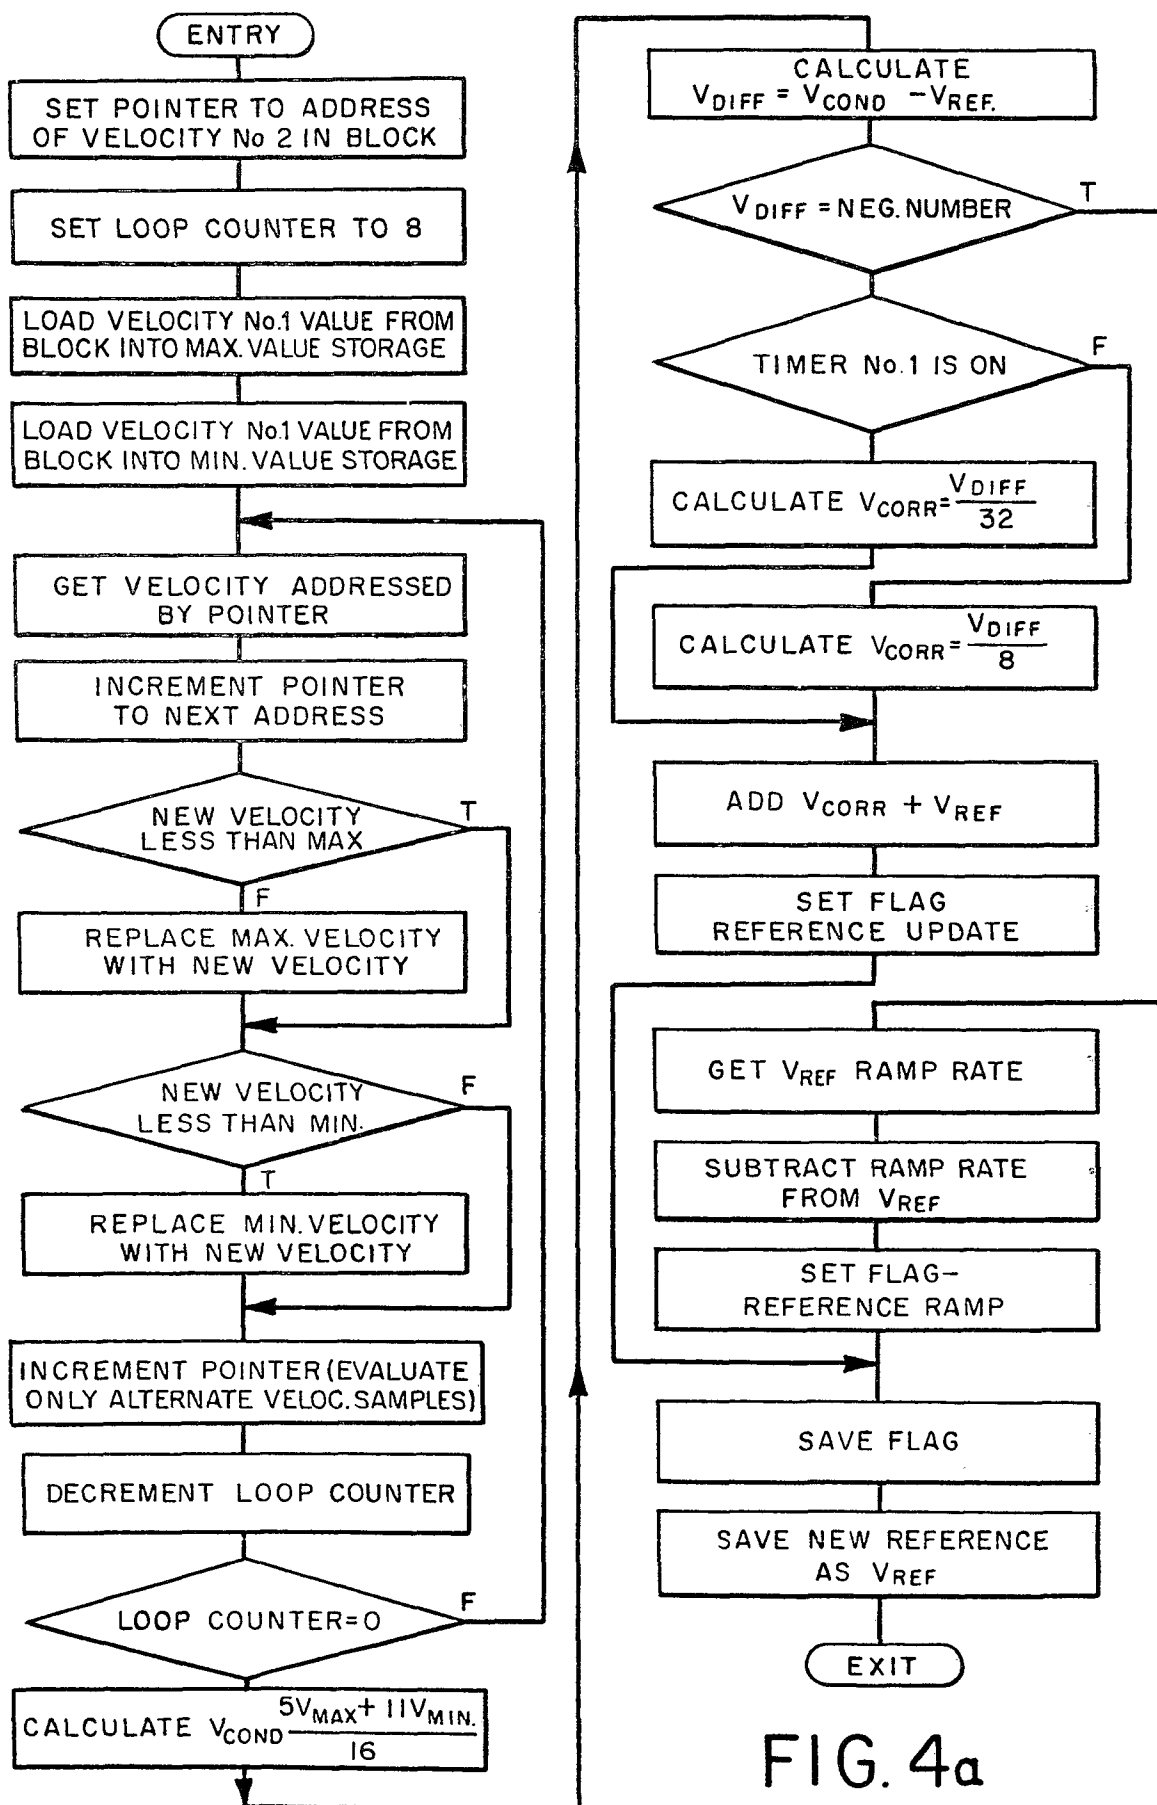 ENTRY
SET POINTER TO ADDRESS
OF VELOCITY No 2 IN BLOCK
SET LOOP COUNTER TO 8
LOAD VELOCITY No.1 VALUE FROM
BLOCK INTO MAX. VALUE STORAGE
LOAD VELOCITY No.1 VALUE FROM
BLOCK INTO MIN. VALUE STORAGE
GET VELOCITY ADDRESSED
BY POINTER
INCREMENT POINTER
TO NEXT ADDRESS
NEW VELOCITY
LESS THAN MAX
T
F
REPLACE MAX. VELOCITY
WITH NEW VELOCITY
NEW VELOCITY
LESS THAN MIN.
F
T
REPLACE MIN. VELOCITY
WITH NEW VELOCITY
INCREMENT POINTER (EVALUATE
ONLY ALTERNATE VELOC. SAMPLES)
DECREMENT LOOP COUNTER
LOOP COUNTER=0
F
CALCULATE VCOND 5VMAX + 11VMIN.
16
CALCULATE
VDIFF = VCOND -VREF.
VDIFF = NEG. NUMBER
T
TIMER No. 1 IS ON
F
CALCULATE VCORR= VDIFF
32
CALCULATE VCORR= VDIFF
8
ADD VCORR + VREF
SET FLAG
REFERENCE UPDATE
GET VREF RAMP RATE
SUBTRACT RAMP RATE
FROM VREF
SET FLAG-
REFERENCE RAMP
SAVE FLAG
SAVE NEW REFERENCE
AS VREF
EXIT
FIG. 4a